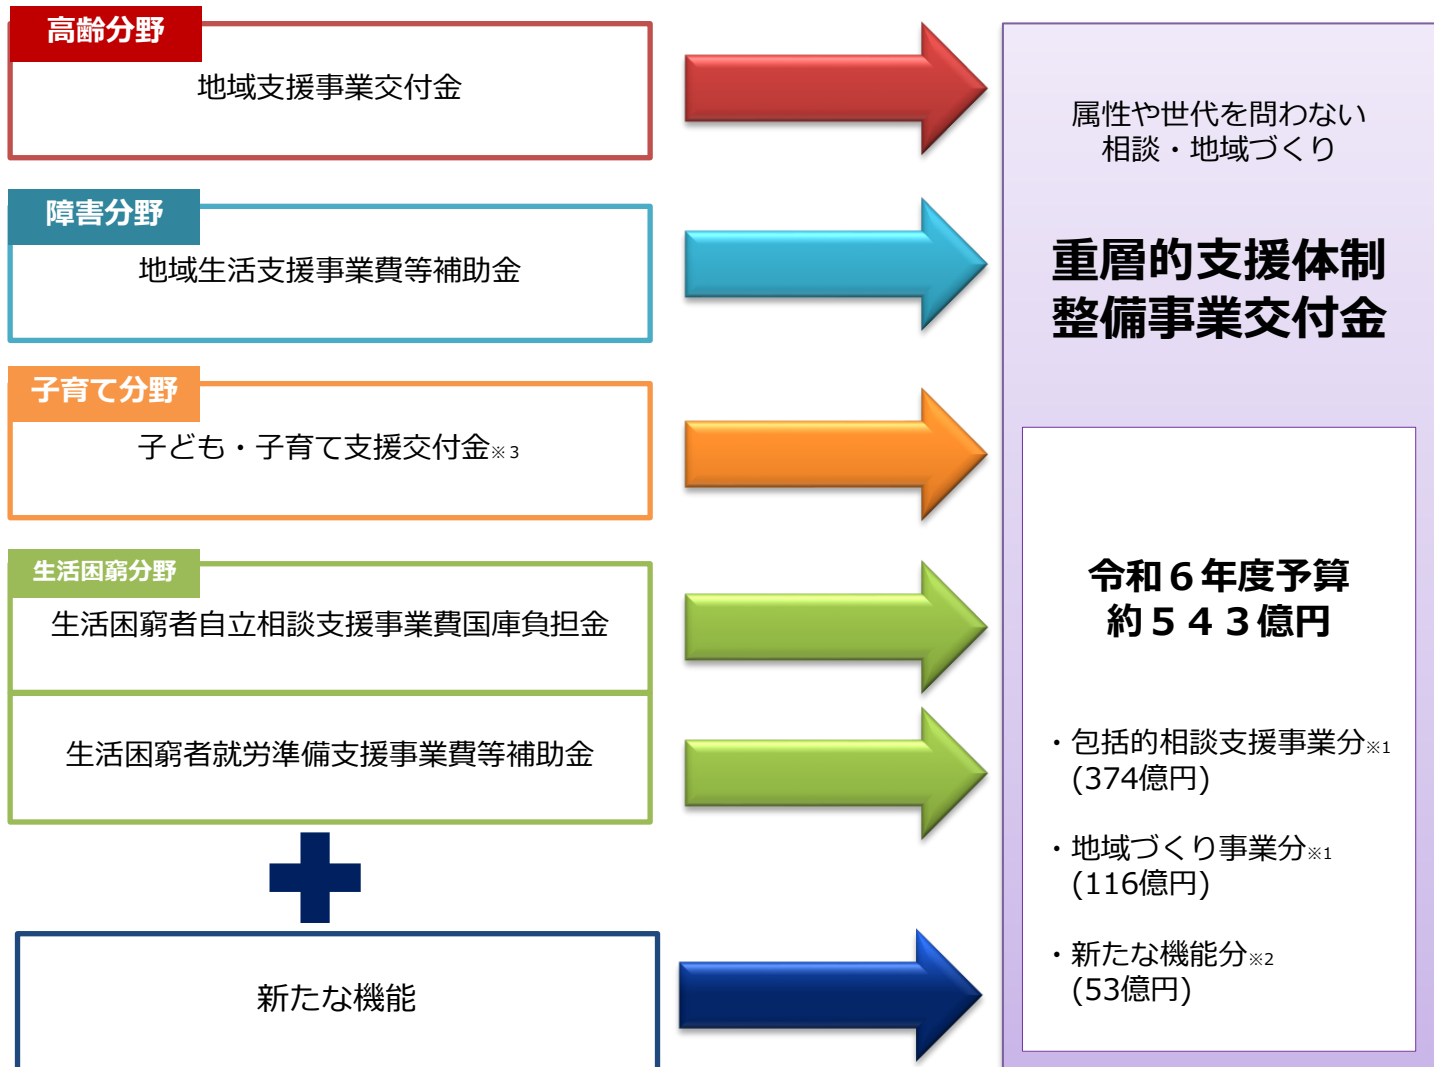 高齢分野
地域支援事業交付金
障害分野
地域生活支援事業費等補助金
子育て分野
子ども・子育て支援交付金※３
生活困窮分野
生活困窮者自立相談支援事業費国庫負担金
生活困窮者就労準備支援事業費等補助金
新たな機能
属性や世代を問わない
相談・地域づくり
重層的支援体制
整備事業交付金
令和６年度予算
約５４３億円
・包括的相談支援事業分※1
(374億円)
・地域づくり事業分※1
(116億円)
・新たな機能分※2
(53億円)